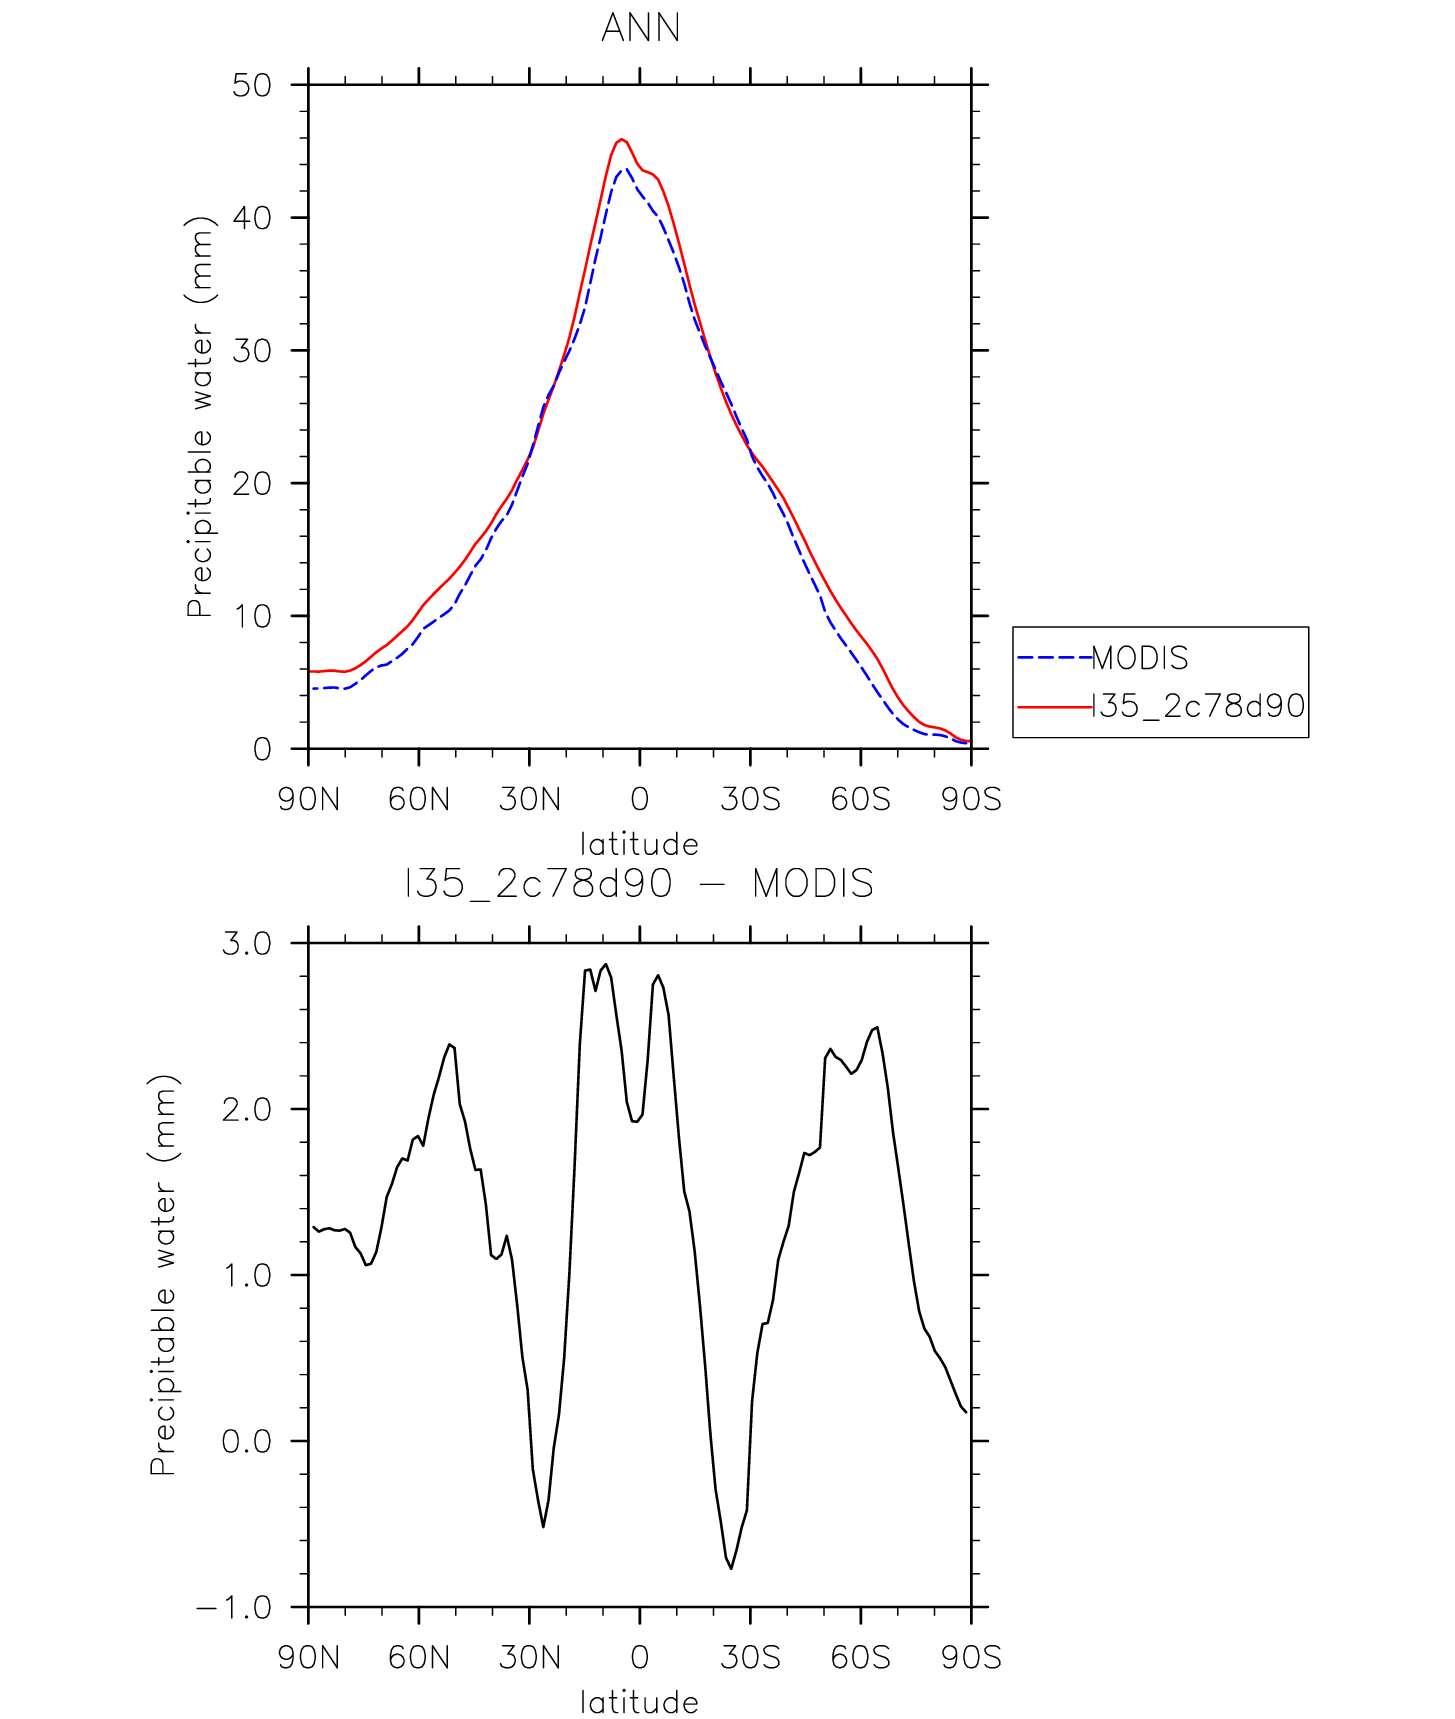 ANN
50
40
30
20
10
0
Precipitable water (mm)
90N 60N 30N 0 30S 60S 90S
latitude
MODIS
I35_2c78d90
I35_2c78d90 − MODIS
3.0
2.0
1.0
0.0
−1.0
Precipitable water (mm)
90N 60N 30N 0 30S 60S 90S
latitude